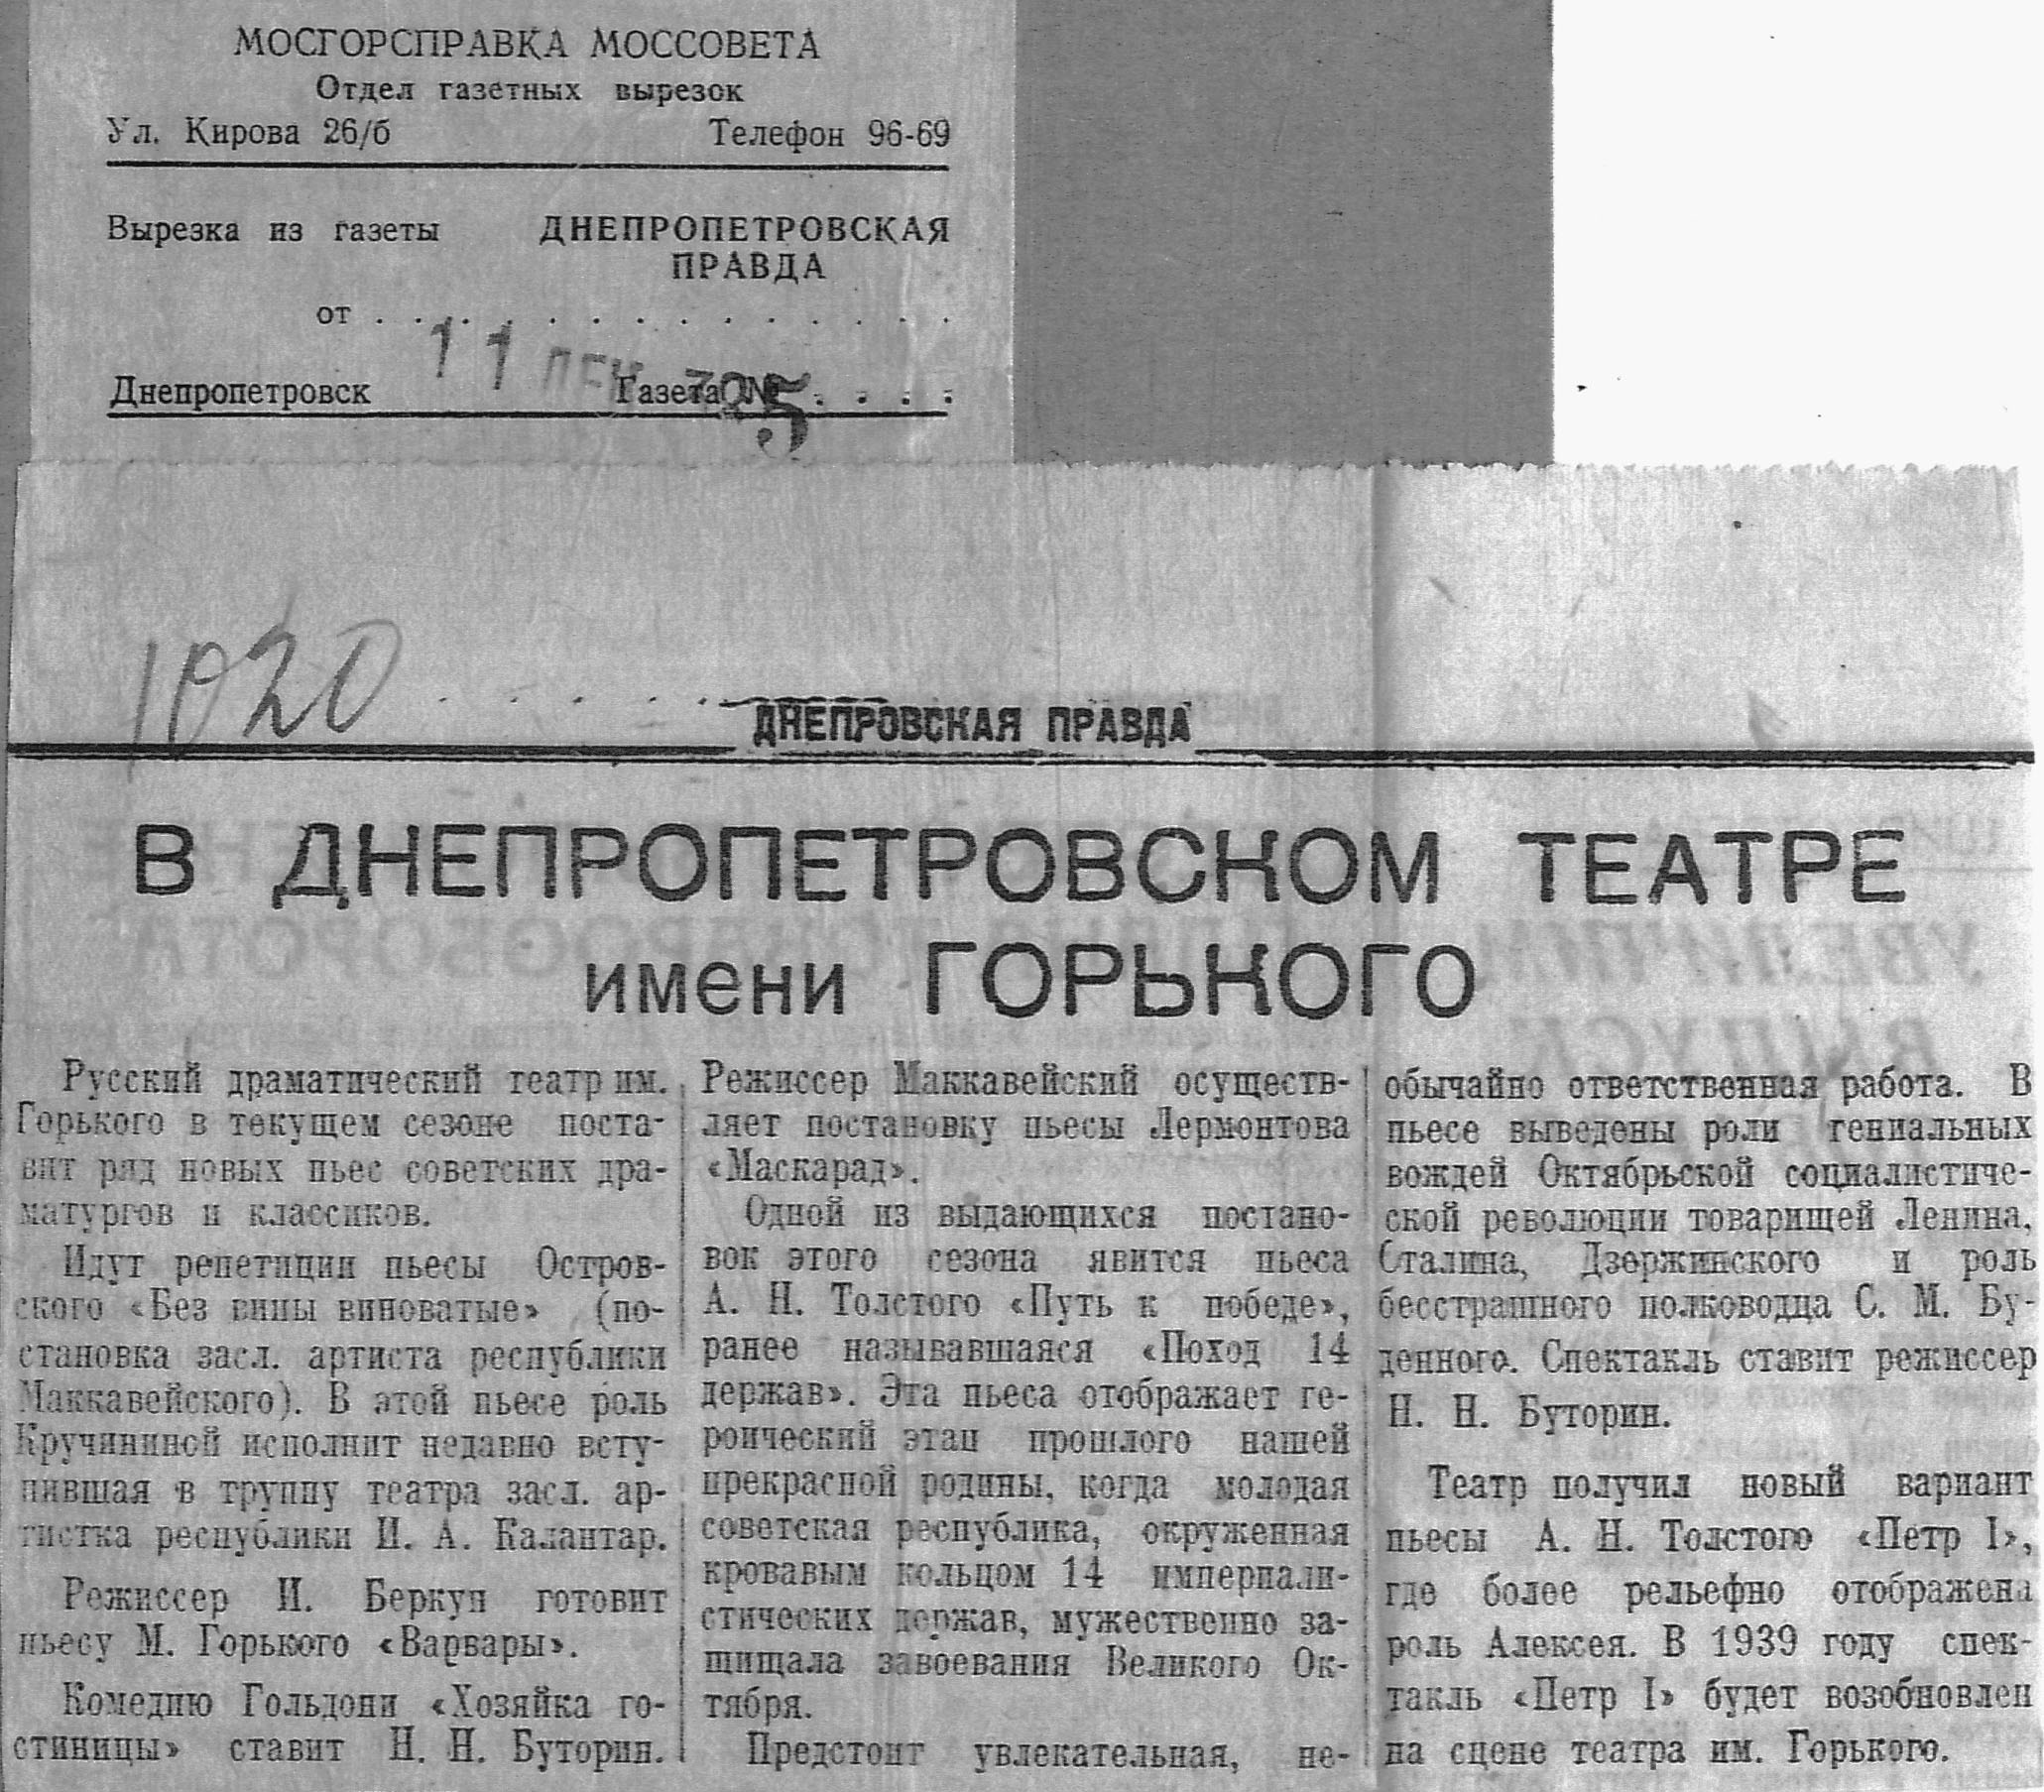 МОСГОРСПРАВКА МОССОВЕТА
Отдел газетных вырезок
Ул. Кирова 26/б Телефон 96-69
Вырезка из газеты ДНЕПРОПЕТРОВСКАЯ
ПРАВДА
от . . . . . . . . . . . . . .
11 ДЕК
Днепропетровск Газета № . . . .
5
1020
ДНЕПРОВСКАЯ ПРАВДА
В ДНЕПРОПЕТРОВСКОМ ТЕАТРЕ
имени ГОРЬКОГО
Русский драматический театр им.
Горького в текущем сезоне поста-
вит ряд новых пьес советских дра-
матургов и классиков.
Идут репетиции пьесы Остров-
ского «Без вины виноватые» (по-
становка засл. артиста республики
Маккавейского). В этой пьесе роль
Кручининой исполнит недавно всту-
пившая в труппу театра засл. ар-
тистка республики И. А. Калантар.
Режиссер И. Беркун готовит
пьесу М. Горького «Варвары».
Комедию Гольдони «Хозяйка го-
стиницы» ставит Н. Н. Буторин.
Режиссер Маккавейский осуществ-
ляет постановку пьесы Лермонтова
«Маскарад».
Одной из выдающихся постано-
вок этого сезона явится пьеса
А. Н. Толстого «Путь к победе»,
ранее называвшаяся «Поход 14
держав». Эта пьеса отображает ге-
роический этап прошлого нашей
прекрасной родины, когда молодая
советская республика, окруженная
кровавым кольцом 14 империали-
стических держав, мужественно за-
щищала завоевания Великого Ок-
тября.
Предстоит увлекательная, не-
обычайно ответственная работа. В
пьесе выведены роли гениальных
вождей Октябрьской социалистиче-
ской революции товарищей Ленина,
Сталина, Дзержинского и роль
бесстрашного полководца С. М. Бу-
денного. Спектакль ставит режиссер
Н. Н. Буторин.
Театр получил новый вариант
пьесы А. Н. Толстого «Петр I»,
где более рельефно отображена
роль Алексея. В 1939 году спек-
такль «Петр I» будет возобновлен
на сцене театра им. Горького.